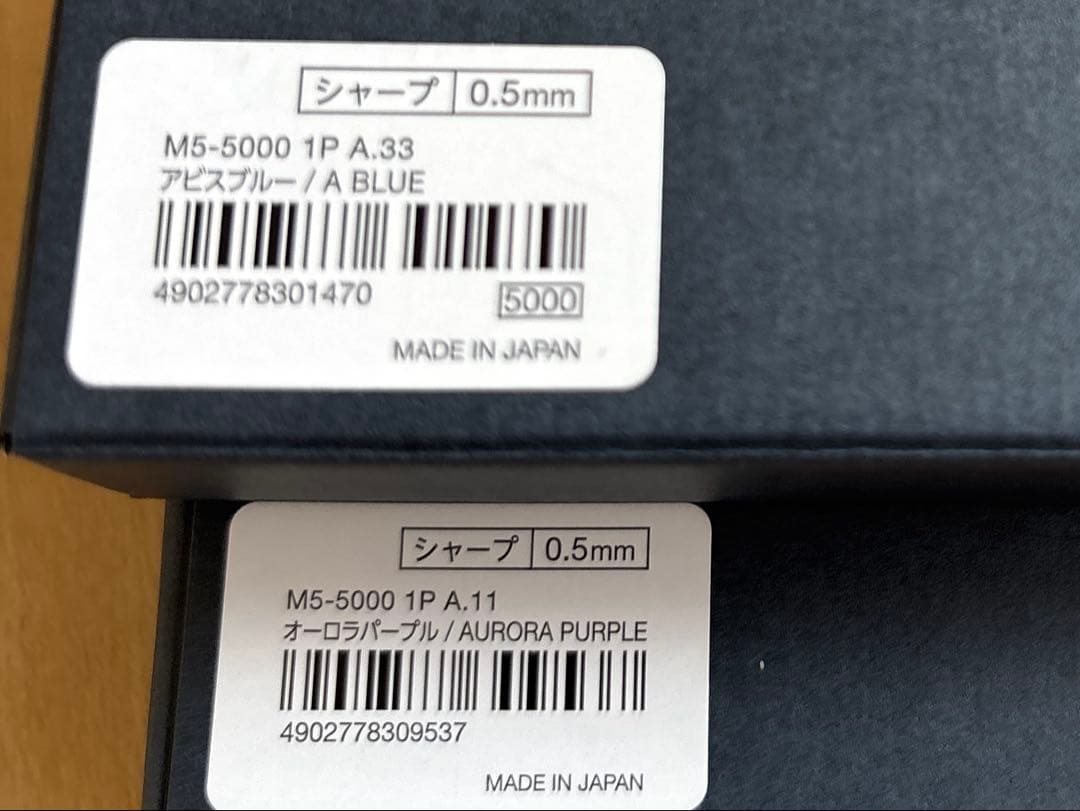 シャープ 0.5mm
M5-5000 1P A.33
アビスブルー / A BLUE
4902778301470 5000
MADE IN JAPAN
シャープ 0.5mm
M5-5000 1P A.11
オーロラパープル / AURORA PURPLE
4902778309537
MADE IN JAPAN